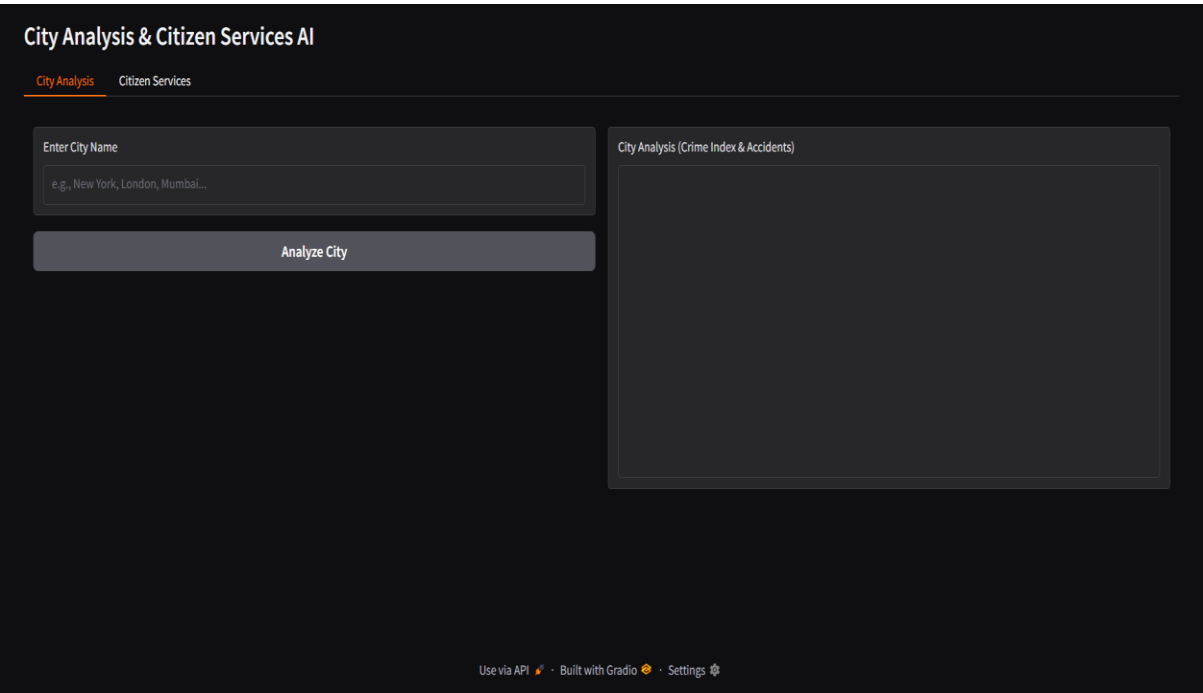 City Analysis & Citizen Services AI
City Analysis Citizen Services
Enter City Name
e.g., New York, London, Mumbai...
Analyze City
City Analysis (Crime Index & Accidents)
Use via API · Built with Gradio · Settings